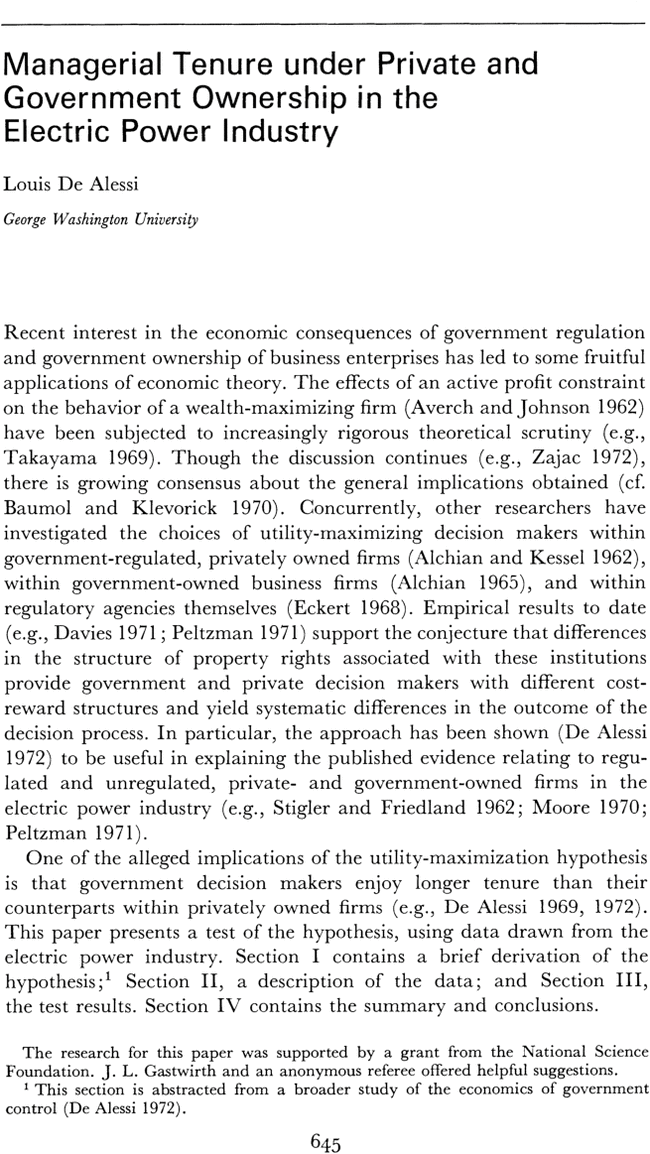 Managerial Tenure under Private and
Government Ownership in the
Electric Power Industry
Louis De Alessi
George Washington University
Recent interest in the economic consequences of government regulation
and government ownership of business enterprises has led to some fruitful
applications of economic theory. The effects of an active profit constraint
on the behavior of a wealth-maximizing firm (Averch and Johnson 1962)
have been subjected to increasingly rigorous theoretical scrutiny (e.g.,
Takayama 1969). Though the discussion continues (e.g., Zajac 1972),
there is growing consensus about the general implications obtained (cf.
Baumol and Klevorick 1970). Concurrently, other researchers have
investigated the choices of utility-maximizing decision makers within
government-regulated, privately owned firms (Alchian and Kessel 1962),
within government-owned business firms (Alchian 1965), and within
regulatory agencies themselves (Eckert 1968). Empirical results to date
(e.g., Davies 1971; Peltzman 1971) support the conjecture that differences
in the structure of property rights associated with these institutions
provide government and private decision makers with different cost-
reward structures and yield systematic differences in the outcome of the
decision process. In particular, the approach has been shown (De Alessi
1972) to be useful in explaining the published evidence relating to regu-
lated and unregulated, private- and government-owned firms in the
electric power industry (e.g., Stigler and Friedland 1962; Moore 1970;
Peltzman 1971).
One of the alleged implications of the utility-maximization hypothesis
is that government decision makers enjoy longer tenure than their
counterparts within privately owned firms (e.g., De Alessi 1969, 1972).
This paper presents a test of the hypothesis, using data drawn from the
electric power industry. Section I contains a brief derivation of the
hypothesis;¹ Section II, a description of the data; and Section III,
the test results. Section IV contains the summary and conclusions.
The research for this paper was supported by a grant from the National Science
Foundation. J. L. Gastwirth and an anonymous referee offered helpful suggestions.
¹ This section is abstracted from a broader study of the economics of government
control (De Alessi 1972).
645